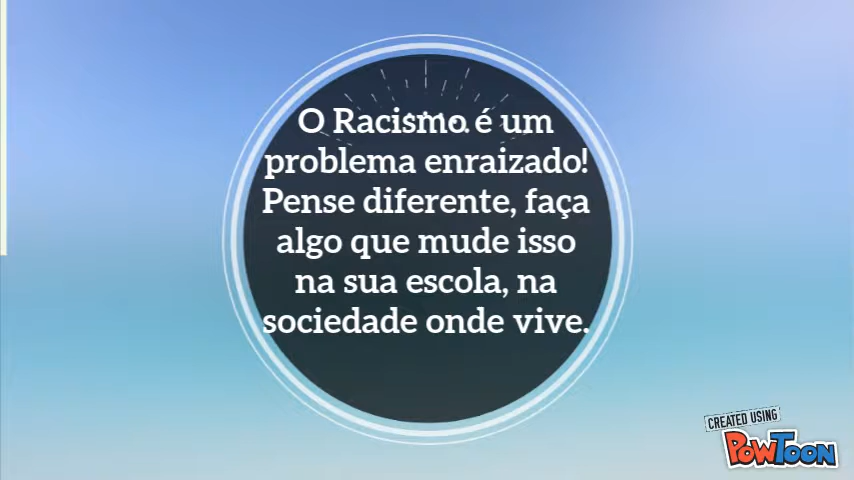 O Racismo é um
problema enraizado!
Pense diferente, faça
algo que mude isso
na sua escola, na
sociedade onde vive.
CREATED USING
POWTOON